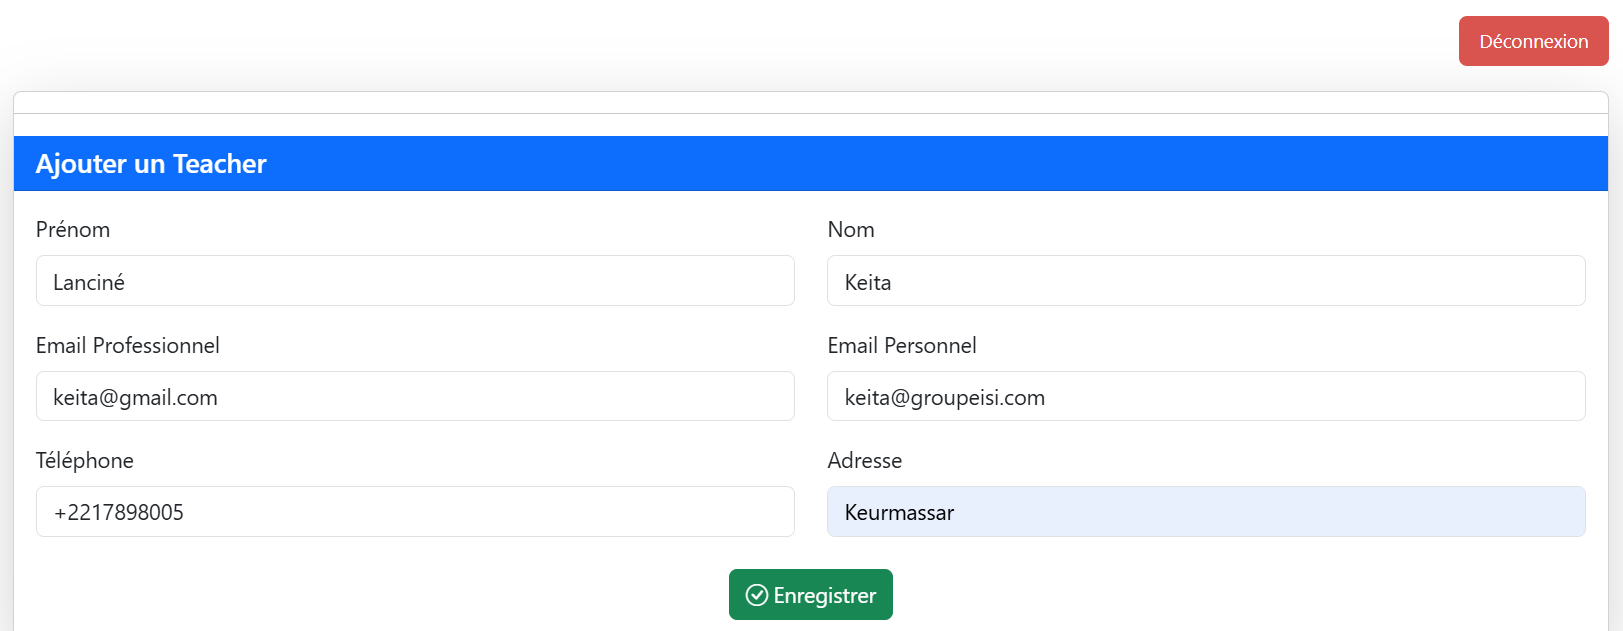 Déconnexion
Ajouter un Teacher
Prénom Nom
Lanciné Keita
Email Professionnel Email Personnel
keita@gmail.com keita@groupeisi.com
Téléphone Adresse
+2217898005 Keurmassar
Enregistrer